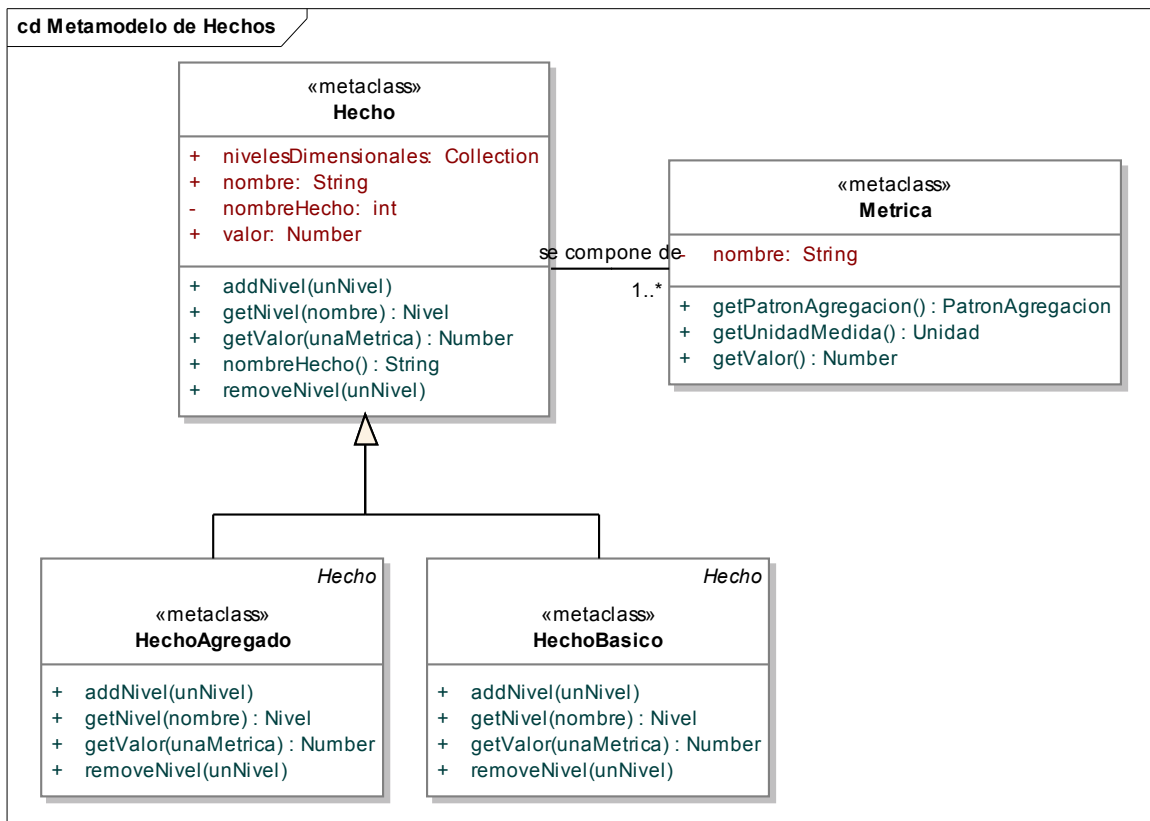 cd Metamodelo de Hechos
«metaclass»
Hecho
+ nivelesDimensionales: Collection
+ nombre: String
- nombreHecho: int
+ valor: Number
+ addNivel(unNivel)
+ getNivel(nombre) : Nivel
+ getValor(unaMetrica) : Number
+ nombreHecho() : String
+ removeNivel(unNivel)
se compone de
1..*
«metaclass»
Metrica
- nombre: String
+ getPatronAgregacion() : PatronAgregacion
+ getUnidadMedida() : Unidad
+ getValor() : Number
Hecho
«metaclass»
HechoAgregado
+ addNivel(unNivel)
+ getNivel(nombre) : Nivel
+ getValor(unaMetrica) : Number
+ removeNivel(unNivel)
Hecho
«metaclass»
HechoBasico
+ addNivel(unNivel)
+ getNivel(nombre) : Nivel
+ getValor(unaMetrica) : Number
+ removeNivel(unNivel)